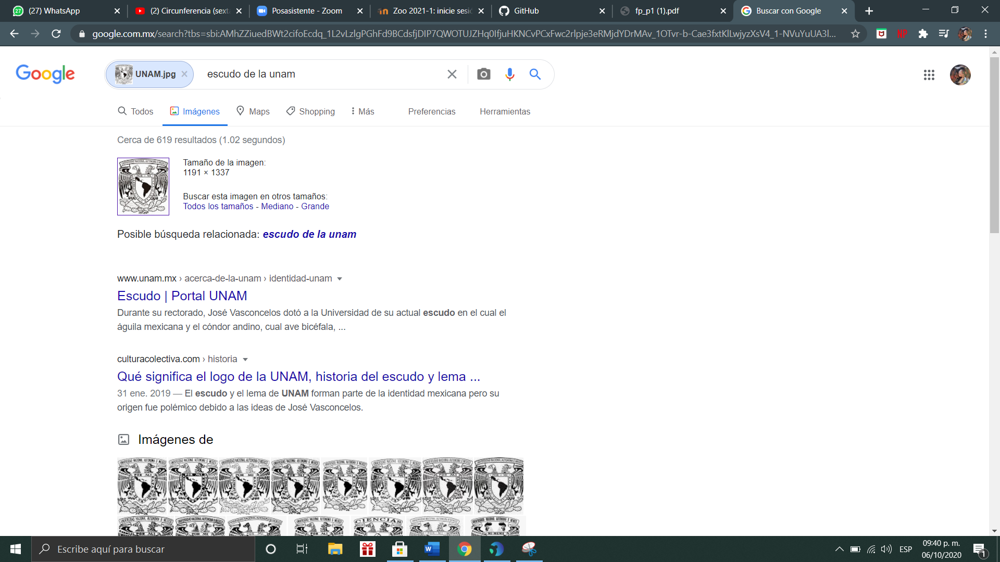 (27) WhatsApp
(2) Circunferencia (sext
Posasistente - Zoom
Zoo 2021-1: inicie sesi
GitHub
fp_p1 (1).pdf
Buscar con Google
google.com.mx/search?tbs=sbi:AMhZZiuedBWt2cifoEcdq_1L2vLzlgPGhFd9BCdsfjDIP7QWOTUJZHq0IfjuHKNCvPCxFwc2rlpje3eRMjdYDrMAv_1OTvr-b-Cae3fxtKlLwjyzXsV4_1-NVuYuUA3l...
Google
UNAM.jpg
escudo de la unam
Todos
Imágenes
Maps
Shopping
Más
Preferencias
Herramientas
Cerca de 619 resultados (1.02 segundos)
Tamaño de la imagen:
1191 × 1337
Buscar esta imagen en otros tamaños:
Todos los tamaños - Mediano - Grande
Posible búsqueda relacionada: escudo de la unam
www.unam.mx › acerca-de-la-unam › identidad-unam
Escudo | Portal UNAM
Durante su rectorado, José Vasconcelos dotó a la Universidad de su actual escudo en el cual el
águila mexicana y el cóndor andino, cual ave bicéfala, ...
culturacolectiva.com › historia
Qué significa el logo de la UNAM, historia del escudo y lema ...
31 ene. 2019 — El escudo y el lema de UNAM forman parte de la identidad mexicana pero su
origen fue polémico debido a las ideas de José Vasconcelos.
Imágenes de
CIENCIAS
Escribe aquí para buscar
ESP
09:40 p. m.
06/10/2020
1